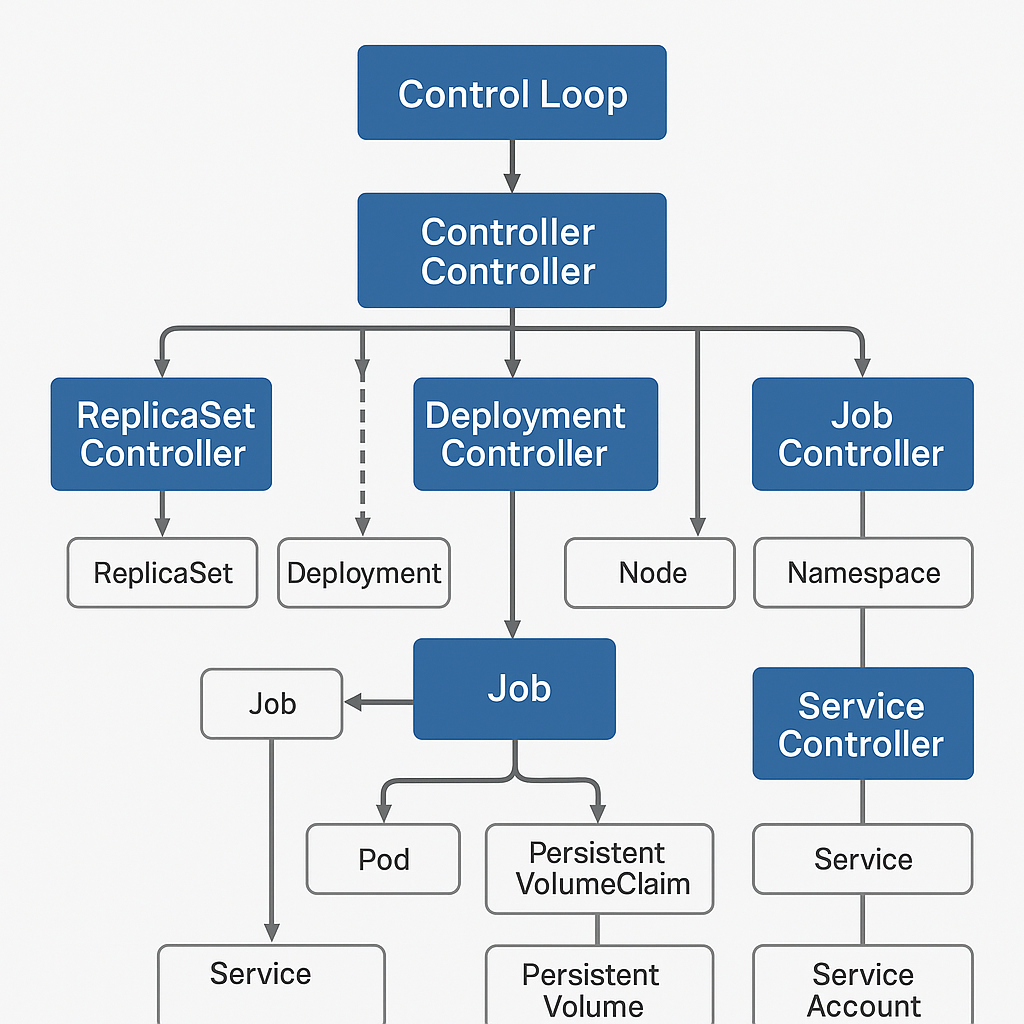 Control Loop
Controller
Controller
ReplicaSet
Controller
Deployment
Controller
Job
Controller
ReplicaSet
Deployment
Node
Namespace
Job
Job
Service
Controller
Pod
Persistent
VolumeClaim
Service
Service
Persistent
Volume
Service
Account